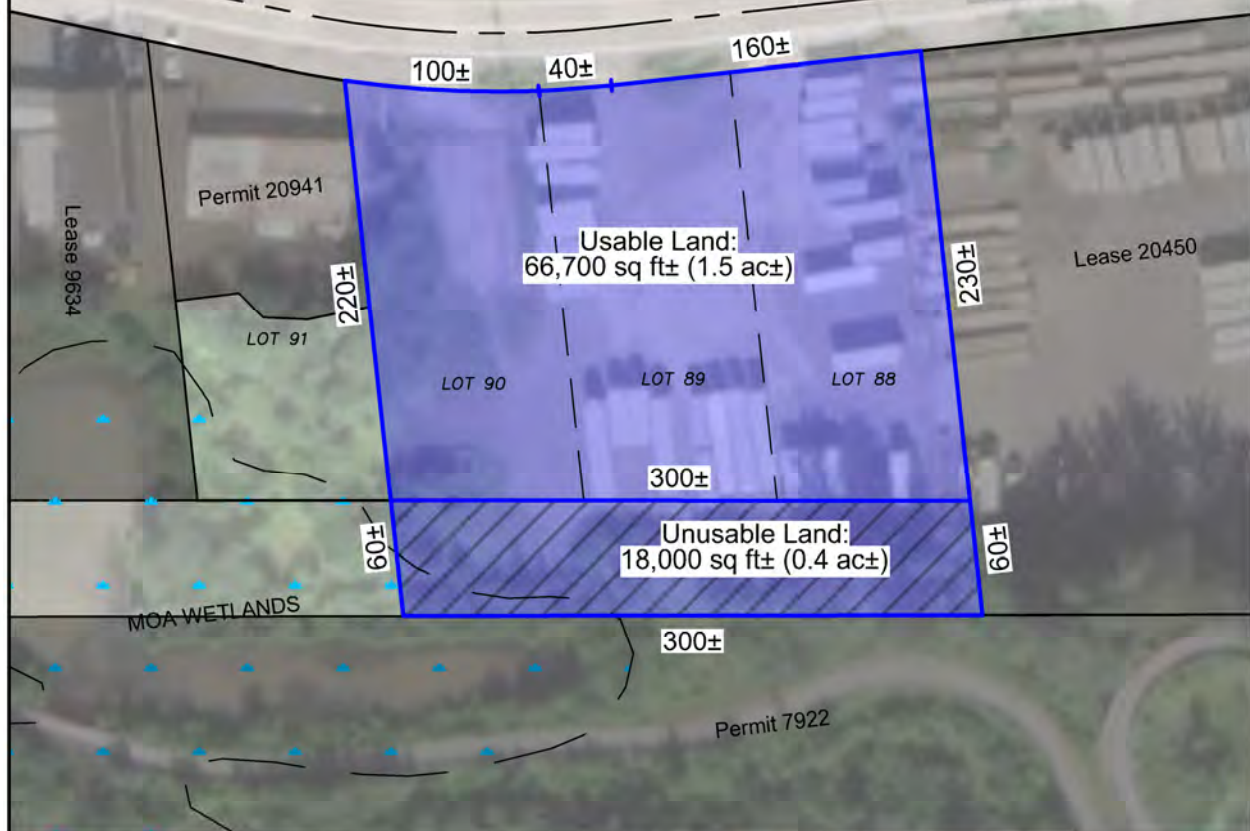 100±
40±
160±
Permit 20941
Lease 9634
Usable Land:
66,700 sq ft± (1.5 ac±)
Lease 20450
220±
230±
LOT 91
LOT 90
LOT 89
LOT 88
300±
60±
Unusable Land:
18,000 sq ft± (0.4 ac±)
60±
MOA WETLANDS
300±
Permit 7922